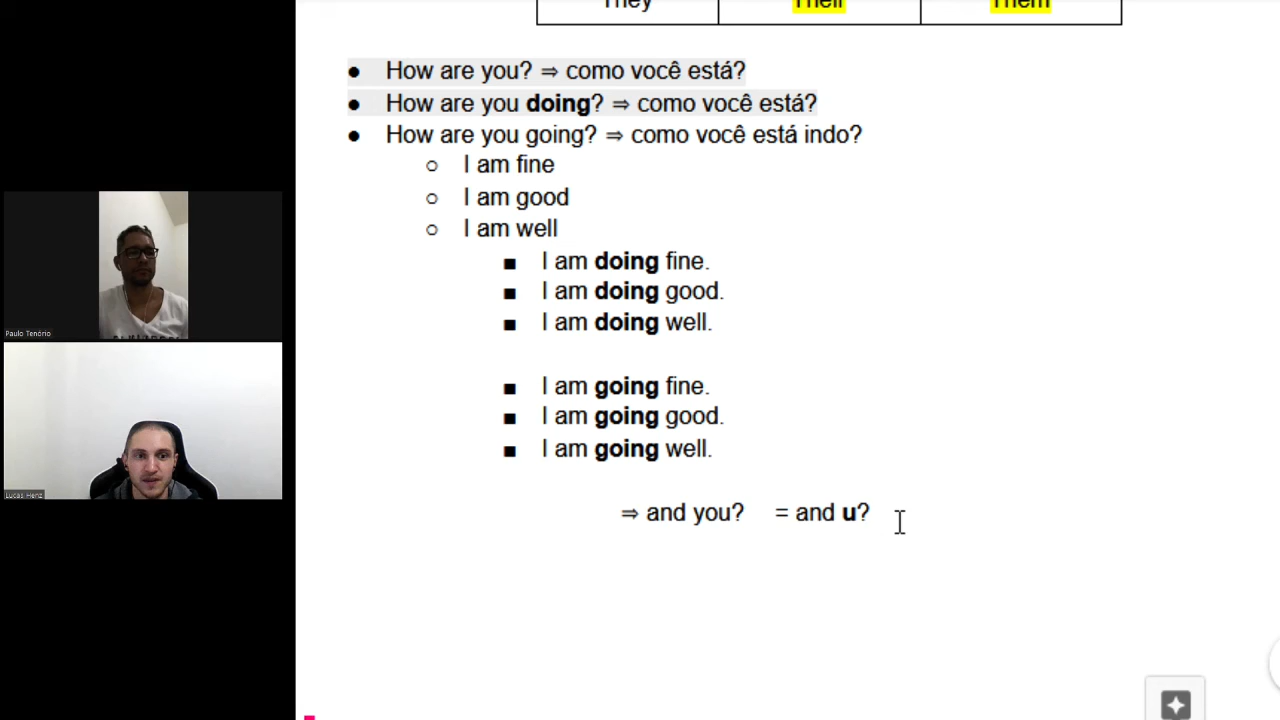 They Their Them
● How are you? ⇒ como você está?
● How are you doing? ⇒ como você está?
● How are you going? ⇒ como você está indo?
○ I am fine
○ I am good
○ I am well
■ I am doing fine.
■ I am doing good.
■ I am doing well.
Paulo Tenório
■ I am going fine.
■ I am going good.
■ I am going well.
Lucas Henz
⇒ and you? = and u?